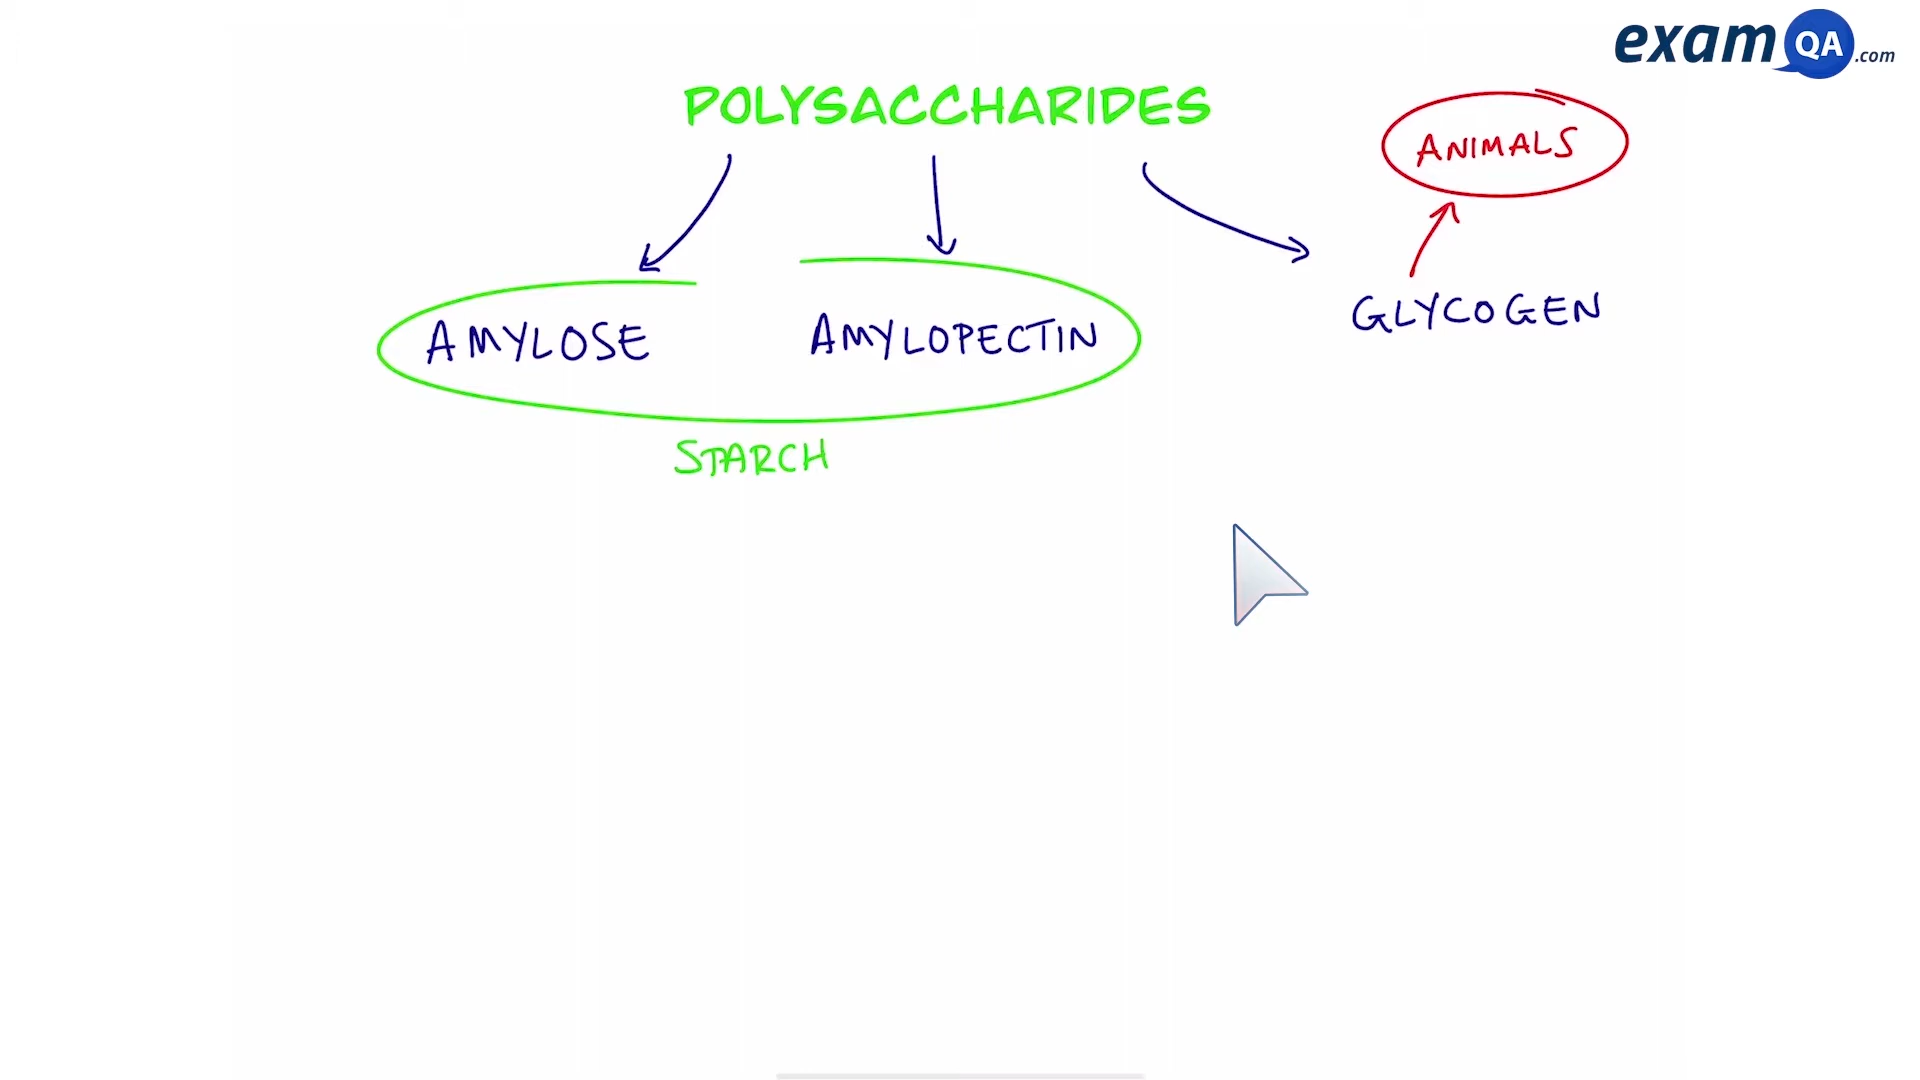 examQA.com
POLYSACCHARIDES
ANIMALS
AMYLOSE
AMYLOPECTIN
GLYCOGEN
STARCH